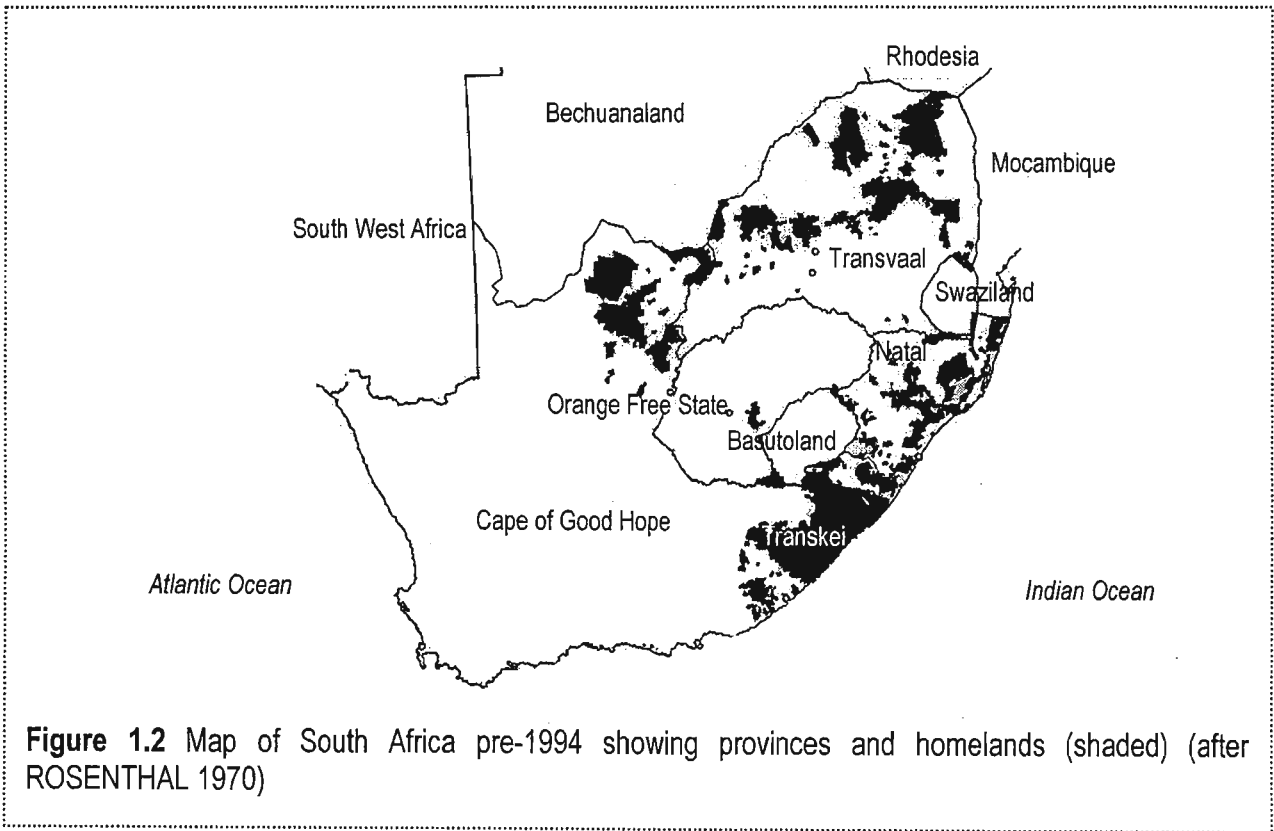 Rhodesia
Bechuanaland
Mocambique
South West Africa
Transvaal
Swaziland
Natal
Orange Free State
Basutoland
Cape of Good Hope
Transkei
Atlantic Ocean
Indian Ocean
Figure 1.2 Map of South Africa pre-1994 showing provinces and homelands (shaded) (after
ROSENTHAL 1970)